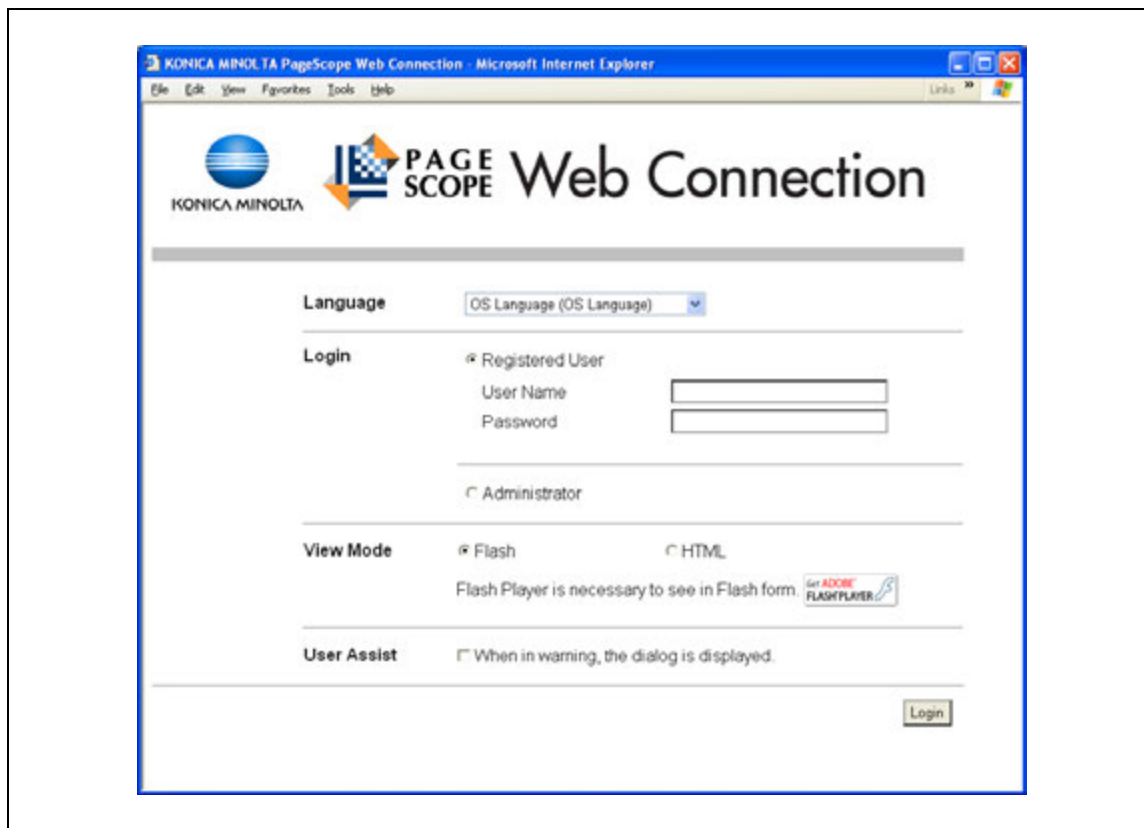 KONICA MINOLTA PageScope Web Connection - Microsoft Internet Explorer
File Edit View Favorites Tools Help Links »
KONICA MINOLTA
PAGE SCOPE Web Connection
Language OS Language (OS Language)
Login Registered User
User Name
Password
Administrator
View Mode Flash HTML
Flash Player is necessary to see in Flash form. Get ADOBE FLASH PLAYER
User Assist When in warning, the dialog is displayed.
Login